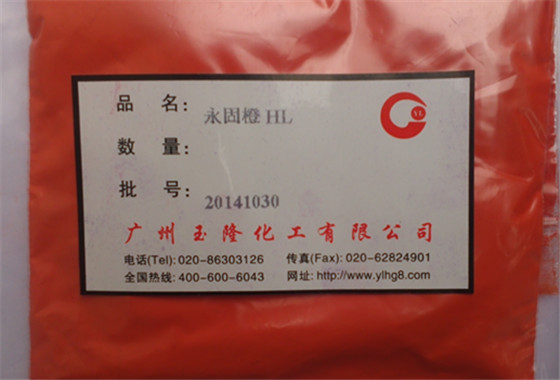 品 名: 永固橙 HL
YL
数 量:
批 号: 20141030
广州玉隆化工有限公司
电话(Tel): 020-86303126 传真(Fax): 020-62824901
全国热线: 400-600-6043 网址: http://www.ylhg8.com